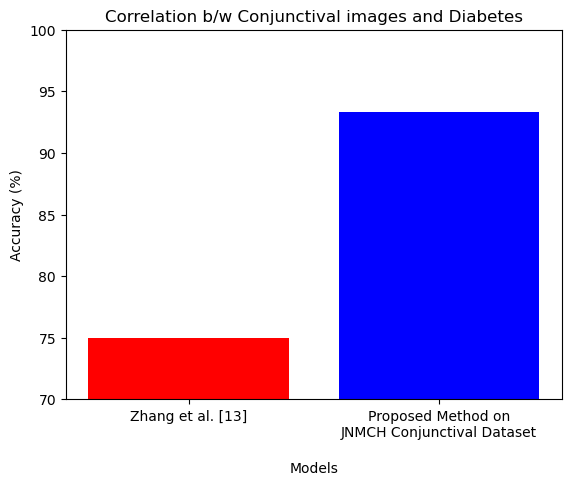 Correlation b/w Conjunctival images and Diabetes
100
95
90
85
80
75
70
Accuracy (%)
Zhang et al. [13]
Proposed Method on
JNMCH Conjunctival Dataset
Models